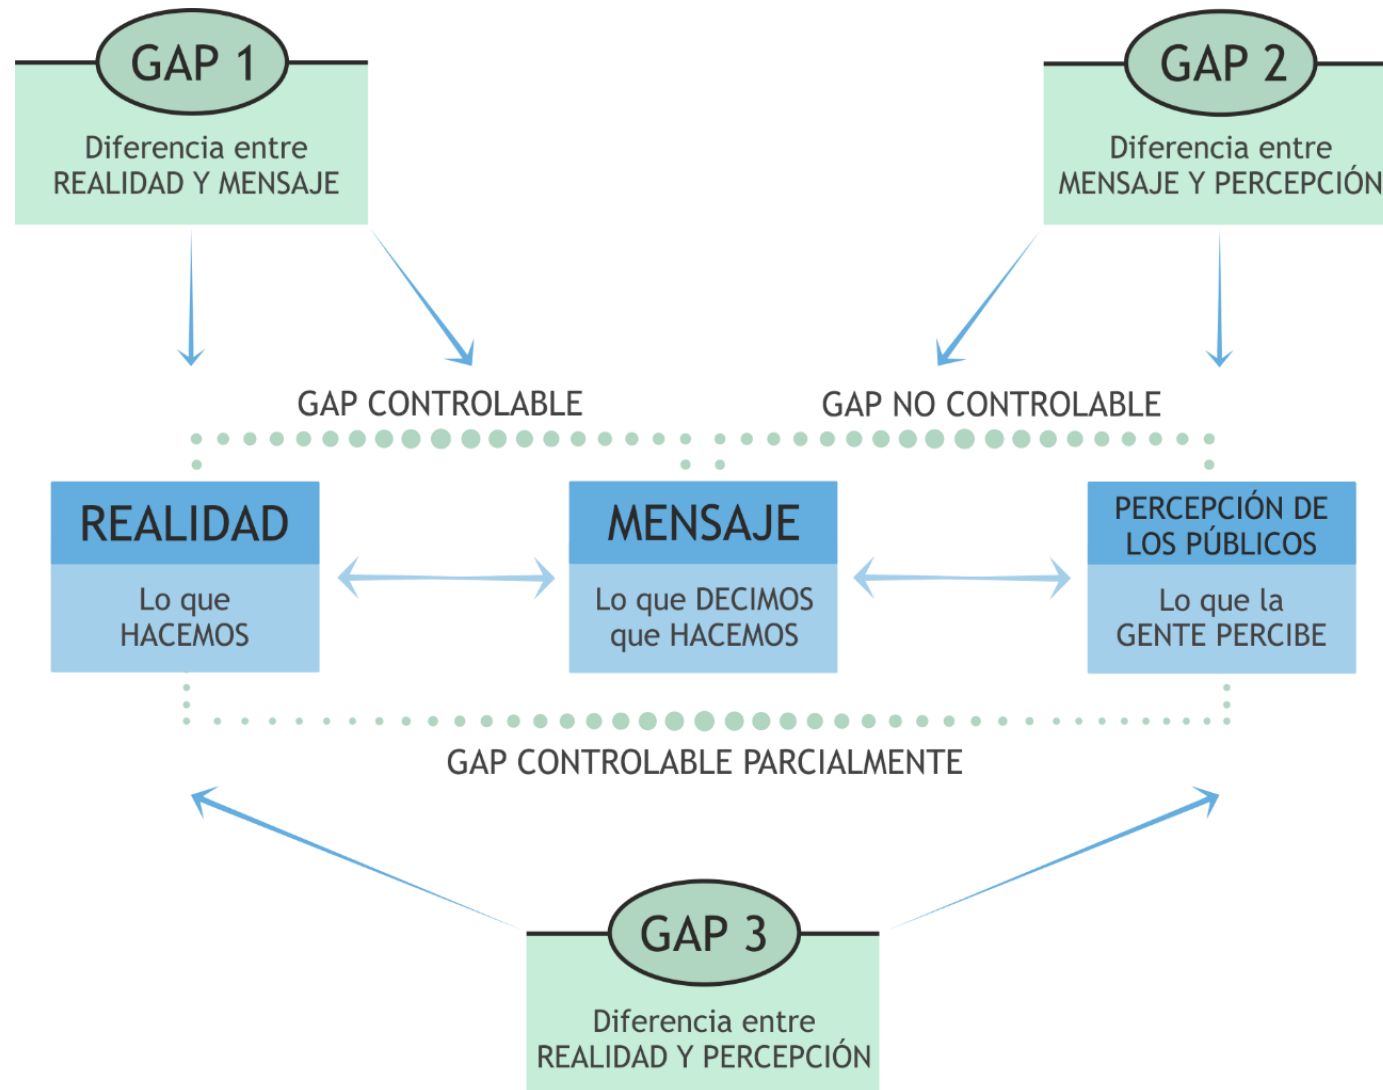 GAP 1
Diferencia entre
REALIDAD Y MENSAJE
GAP 2
Diferencia entre
MENSAJE Y PERCEPCIÓN
GAP CONTROLABLE
GAP NO CONTROLABLE
REALIDAD
Lo que
HACEMOS
MENSAJE
Lo que DECIMOS
que HACEMOS
PERCEPCIÓN DE
LOS PÚBLICOS
Lo que la
GENTE PERCIBE
GAP CONTROLABLE PARCIALMENTE
GAP 3
Diferencia entre
REALIDAD Y PERCEPCIÓN